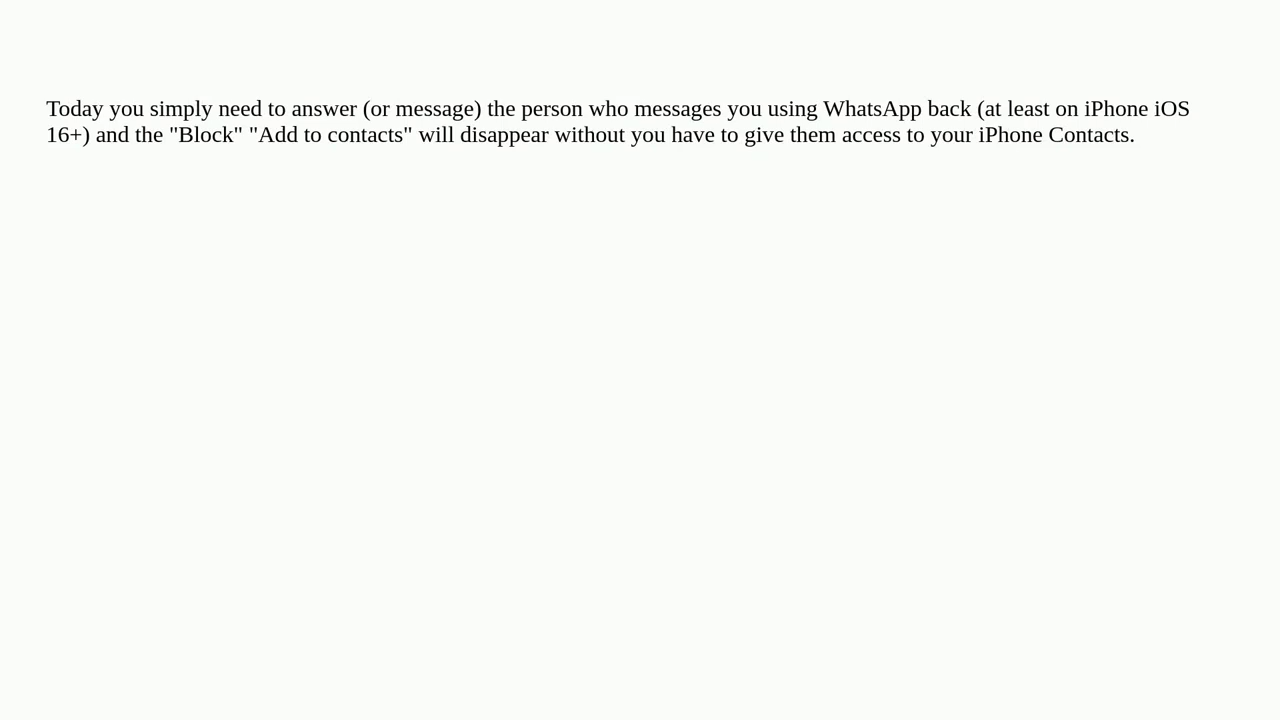 Today you simply need to answer (or message) the person who messages you using WhatsApp back (at least on iPhone iOS
16+) and the "Block" "Add to contacts" will disappear without you have to give them access to your iPhone Contacts.